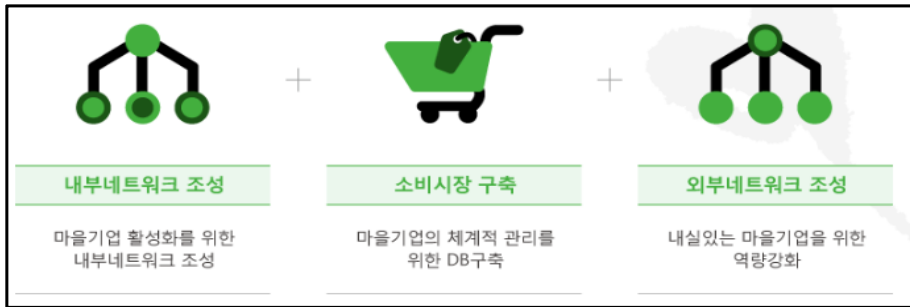 내부네트워크 조성
마을기업 활성화를 위한
내부네트워크 조성
소비시장 구축
마을기업의 체계적 관리를
위한 DB구축
외부네트워크 조성
내실있는 마을기업을 위한
역량강화